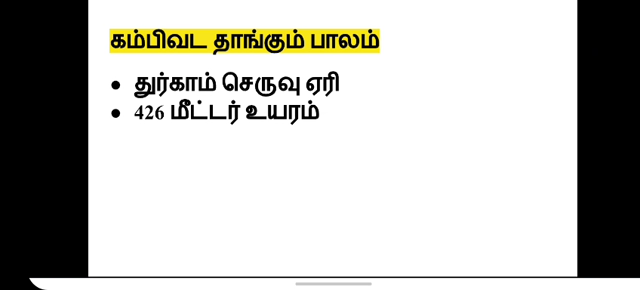 கம்பிவட தாங்கும் பாலம்
● துர்காம் செருவு ஏரி
● 426 மீட்டர் உயரம்